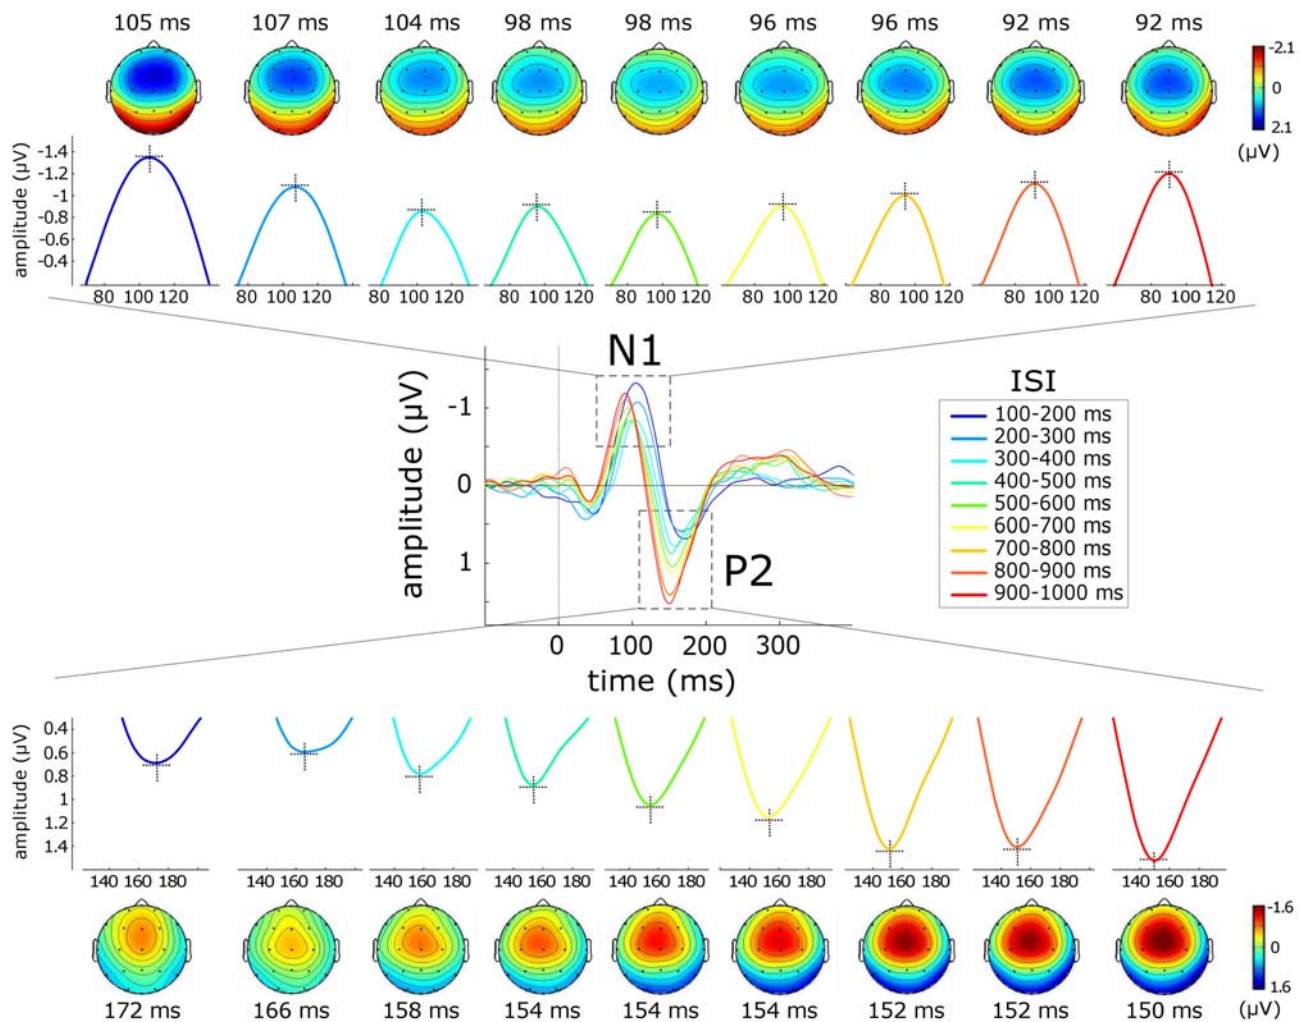 105 ms 107 ms 104 ms 98 ms 98 ms 96 ms 96 ms 92 ms 92 ms
-2.1
0
2.1
(µV)
amplitude (µV)
-1.4
-1.2
-1
-0.8
-0.6
-0.4
80 100 120 80 100 120 80 100 120 80 100 120 80 100 120 80 100 120 80 100 120 80 100 120 80 100 120
N1
amplitude (µV)
-1
0
1
P2
0 100 200 300
time (ms)
ISI
100-200 ms
200-300 ms
300-400 ms
400-500 ms
500-600 ms
600-700 ms
700-800 ms
800-900 ms
900-1000 ms
amplitude (µV)
0.4
0.6
0.8
1
1.2
1.4
140 160 180 140 160 180 140 160 180 140 160 180 140 160 180 140 160 180 140 160 180 140 160 180 140 160 180
-1.6
0
1.6
(µV)
172 ms 166 ms 158 ms 154 ms 154 ms 154 ms 152 ms 152 ms 150 ms